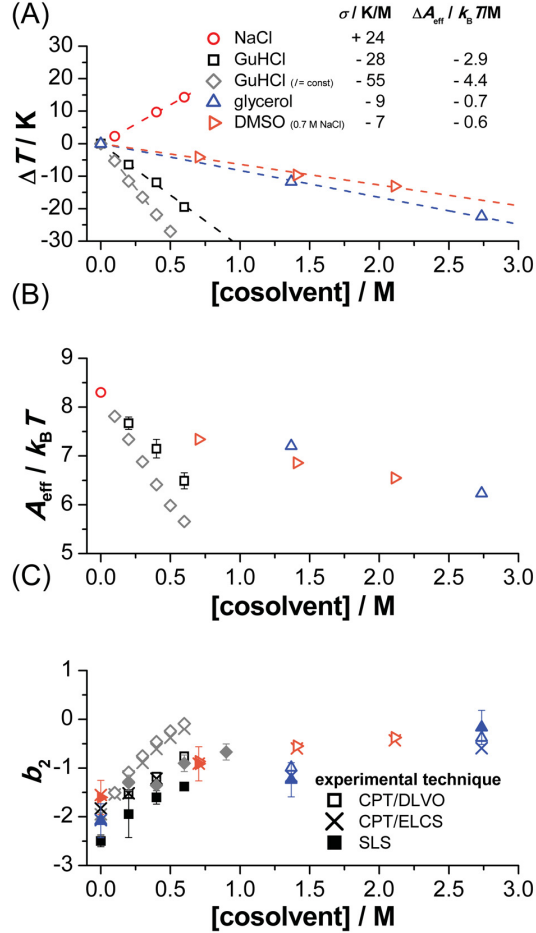 (A)
σ / K/M ΔA_eff / k_B T/M
NaCl + 24
GuHCl - 28 - 2.9
GuHCl (I = const) - 55 - 4.4
glycerol - 9 - 0.7
DMSO (0.7 M NaCl) - 7 - 0.6
ΔT / K
30
20
10
0
-10
-20
-30
0.0 0.5 1.0 1.5 2.0 2.5 3.0
[cosolvent] / M
(B)
A_eff / k_B T
9
8
7
6
5
0.0 0.5 1.0 1.5 2.0 2.5 3.0
[cosolvent] / M
(C)
b_2
1
0
-1
-2
-3
experimental technique
CPT/DLVO
CPT/ELCS
SLS
0.0 0.5 1.0 1.5 2.0 2.5 3.0
[cosolvent] / M